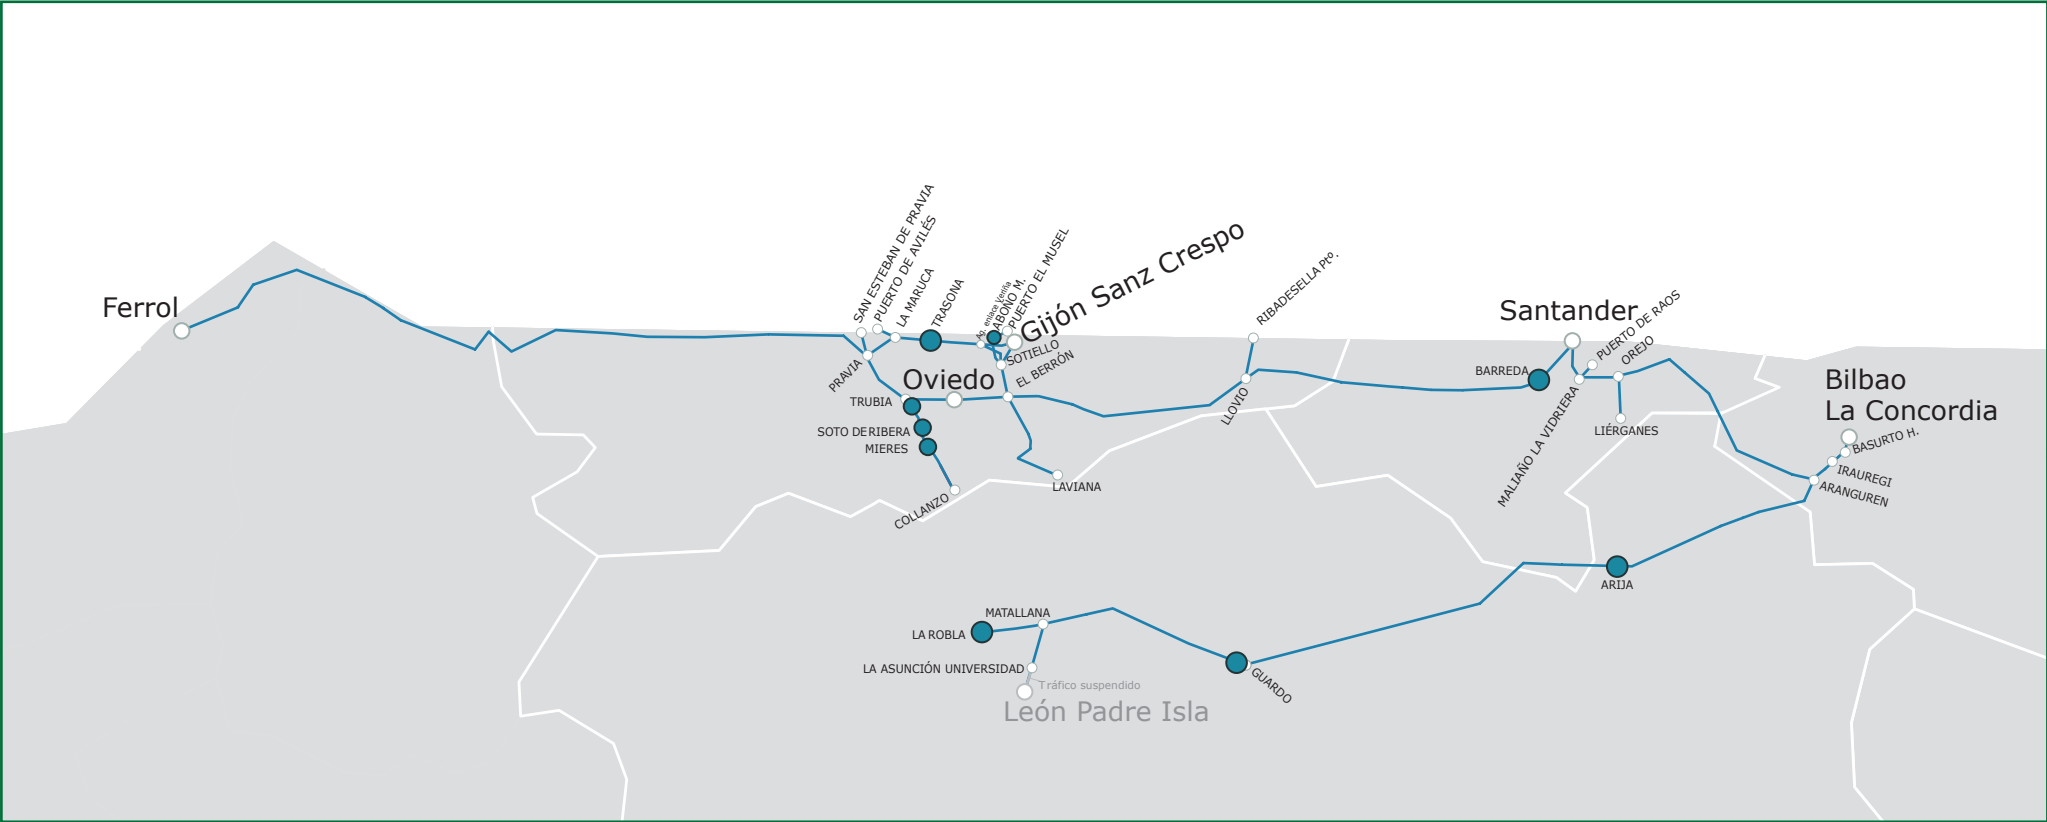 Ferrol
SAN ESTEBAN DE PRAVIA
PUERTO DE AVILÉS
LA MARUCA
TRASONA
Ag. enlace Veriña
ABOÑO M.
PUERTO EL MUSEL
Gijón Sanz Crespo
SOTIELLO
EL BERRÓN
PRAVIA
Oviedo
TRUBIA
SOTO DE RIBERA
MIERES
COLLANZO
LAVIANA
RIBADESELLA Pto.
LLOVIO
Santander
BARREDA
PUERTO DE RAOS
OREJO
MALIAÑO LA VIDRIERA
LIÉRGANES
Bilbao
La Concordia
BASURTO H.
IRAUREGI
ARANGUREN
ARIJA
MATALLANA
LA ROBLA
LA ASUNCIÓN UNIVERSIDAD
Tráfico suspendido
León Padre Isla
GUARDO